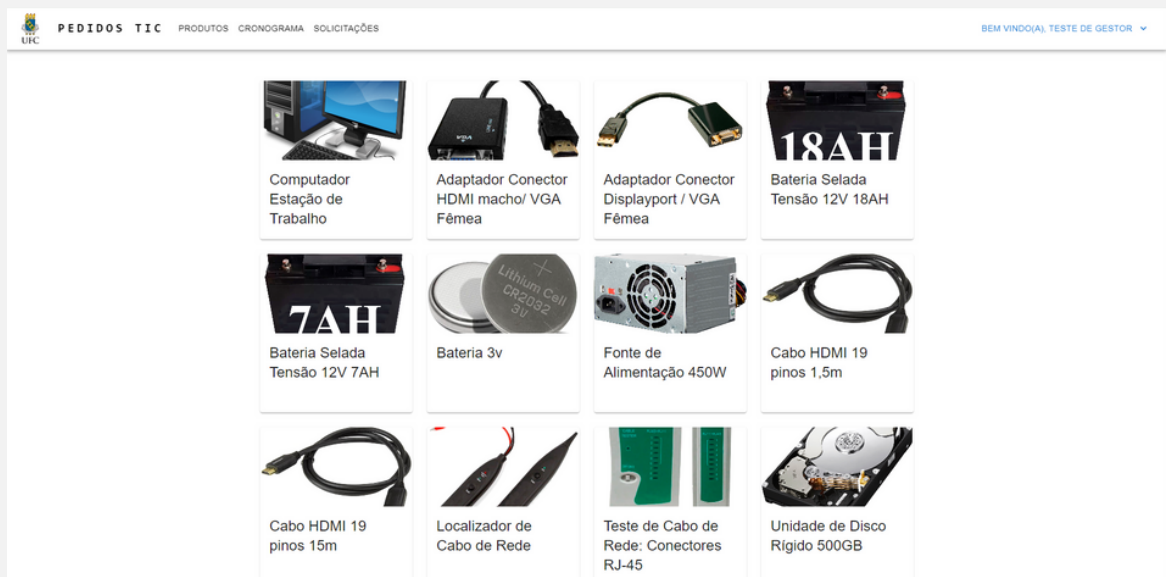 UFC
PEDIDOS TIC PRODUTOS CRONOGRAMA SOLICITAÇÕES
BEM VINDO(A), TESTE DE GESTOR
VGA
18AH
Computador
Estação de
Trabalho
Adaptador Conector
HDMI macho/ VGA
Fêmea
Adaptador Conector
Displayport / VGA
Fêmea
Bateria Selada
Tensão 12V 18AH
7AH
Lithium Cell
CR2032
3V
Bateria Selada
Tensão 12V 7AH
Bateria 3v
Fonte de
Alimentação 450W
Cabo HDMI 19
pinos 1,5m
Cabo HDMI 19
pinos 15m
Localizador de
Cabo de Rede
Teste de Cabo de
Rede: Conectores
RJ-45
Unidade de Disco
Rígido 500GB